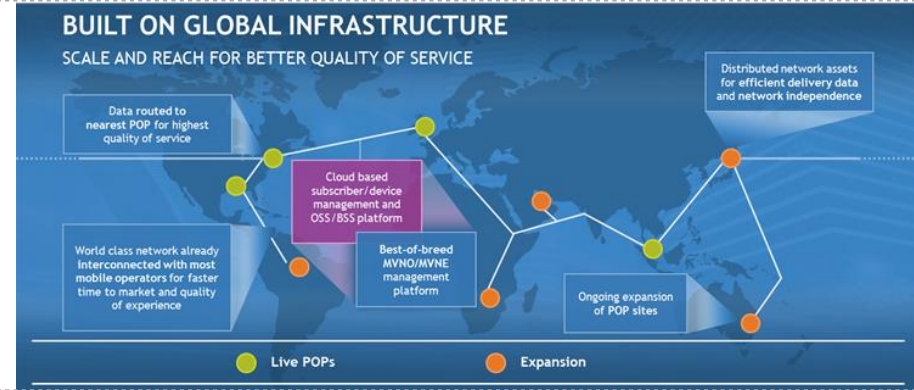 BUILT ON GLOBAL INFRASTRUCTURE
SCALE AND REACH FOR BETTER QUALITY OF SERVICE
Distributed network assets
for efficient delivery data
and network independence
Data routed to
nearest POP for highest
quality of service
Cloud based
subscriber/device
management and
OSS/BSS platform
World class network already
interconnected with most
mobile operators for faster
time to market and quality
of experience
Best-of-breed
MVNO/MVNE
management
platform
Ongoing expansion
of POP sites
Live POPs
Expansion